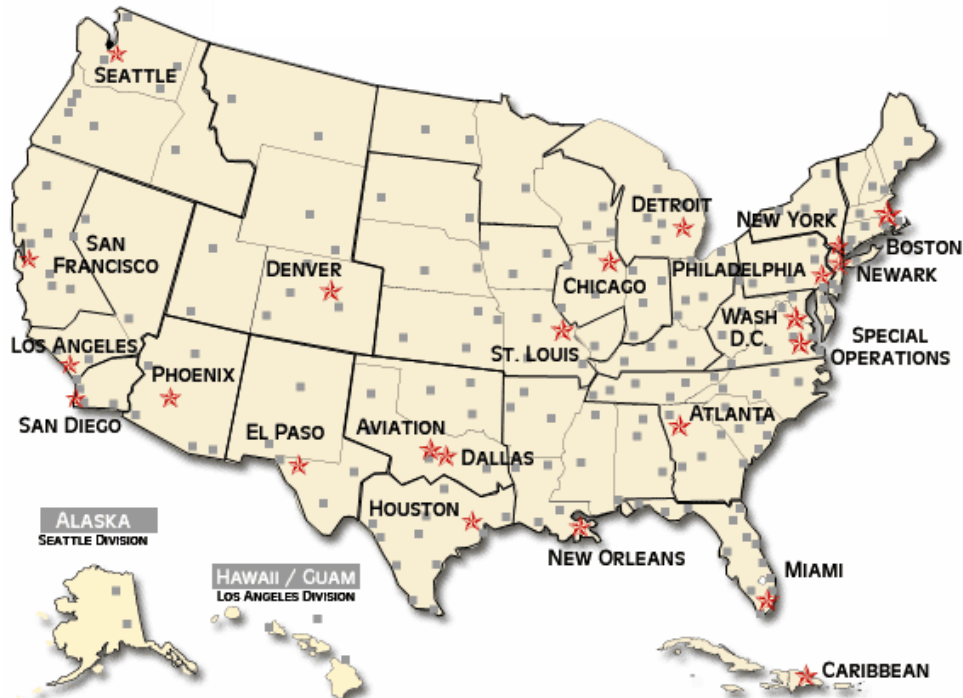 SEATTLE
DETROIT
NEW YORK
BOSTON
SAN
FRANCISCO
DENVER
CHICAGO
PHILADELPHIA
NEWARK
WASH
D.C.
LOS ANGELES
ST. LOUIS
SPECIAL
OPERATIONS
PHOENIX
SAN DIEGO
EL PASO
AVIATION
ATLANTA
DALLAS
HOUSTON
ALASKA
SEATTLE DIVISION
NEW ORLEANS
MIAMI
HAWAII / GUAM
LOS ANGELES DIVISION
CARIBBEAN